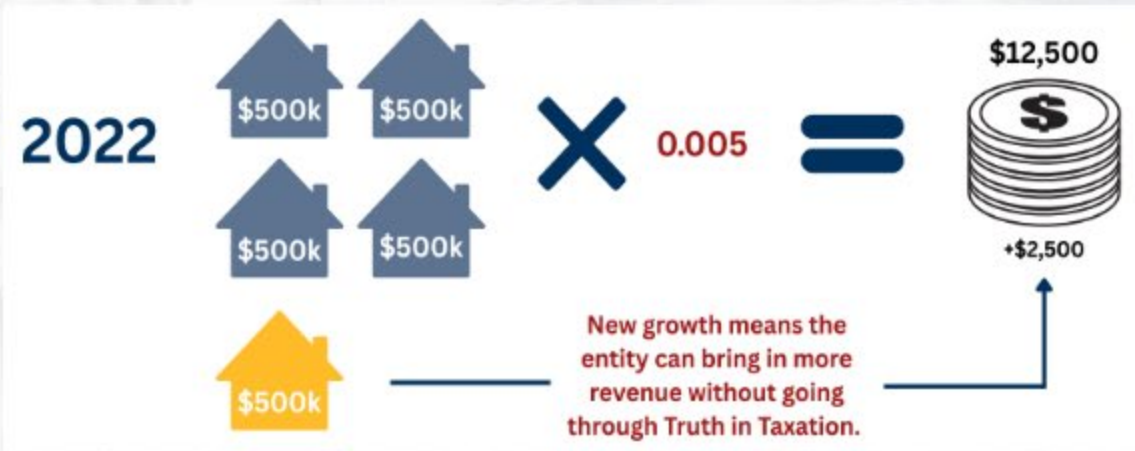 2022
$500k $500k
$500k $500k
$500k
0.005
$12,500
$
+$2,500
New growth means the
entity can bring in more
revenue without going
through Truth in Taxation.